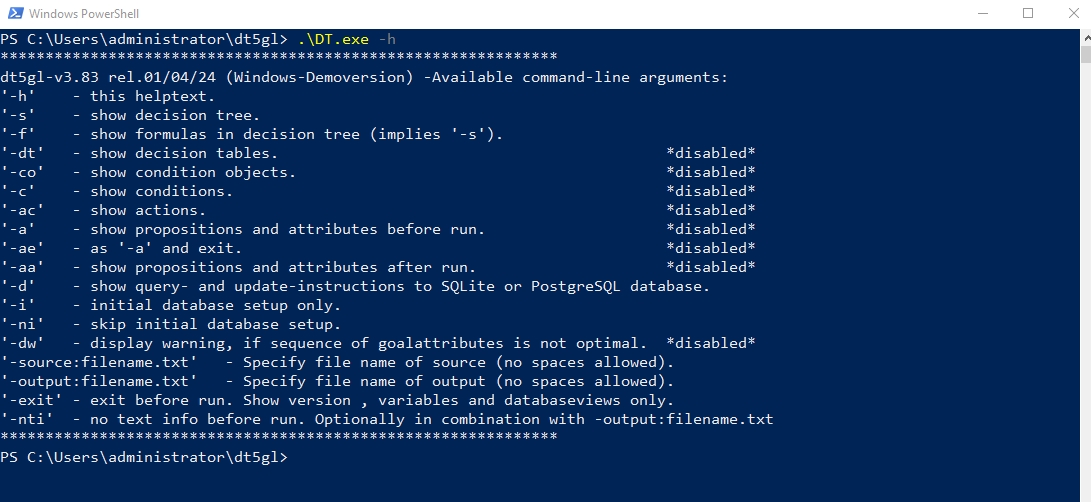 Windows PowerShell
PS C:\Users\administrator\dt5gl> .\DT.exe -h
**************************************************************
dt5gl-v3.83 rel.01/04/24 (Windows-Demoversion) -Available command-line arguments:
'-h'    - this helptext.
'-s'    - show decision tree.
'-f'    - show formulas in decision tree (implies '-s').
'-dt'   - show decision tables.                                           *disabled*
'-co'   - show condition objects.                                         *disabled*
'-c'    - show conditions.                                                *disabled*
'-ac'   - show actions.                                                   *disabled*
'-a'    - show propositions and attributes before run.                    *disabled*
'-ae'   - as '-a' and exit.                                               *disabled*
'-aa'   - show propositions and attributes after run.                     *disabled*
'-d'    - show query- and update-instructions to SQLite or PostgreSQL database.
'-i'    - initial database setup only.
'-ni'   - skip initial database setup.
'-dw'   - display warning, if sequence of goalattributes is not optimal.  *disabled*
'-source:filename.txt'   - Specify file name of source (no spaces allowed).
'-output:filename.txt'   - Specify file name of output (no spaces allowed).
'-exit' - exit before run. Show version , variables and databaseviews only.
'-nti'  - no text info before run. Optionally in combination with -output:filename.txt
**************************************************************
PS C:\Users\administrator\dt5gl>